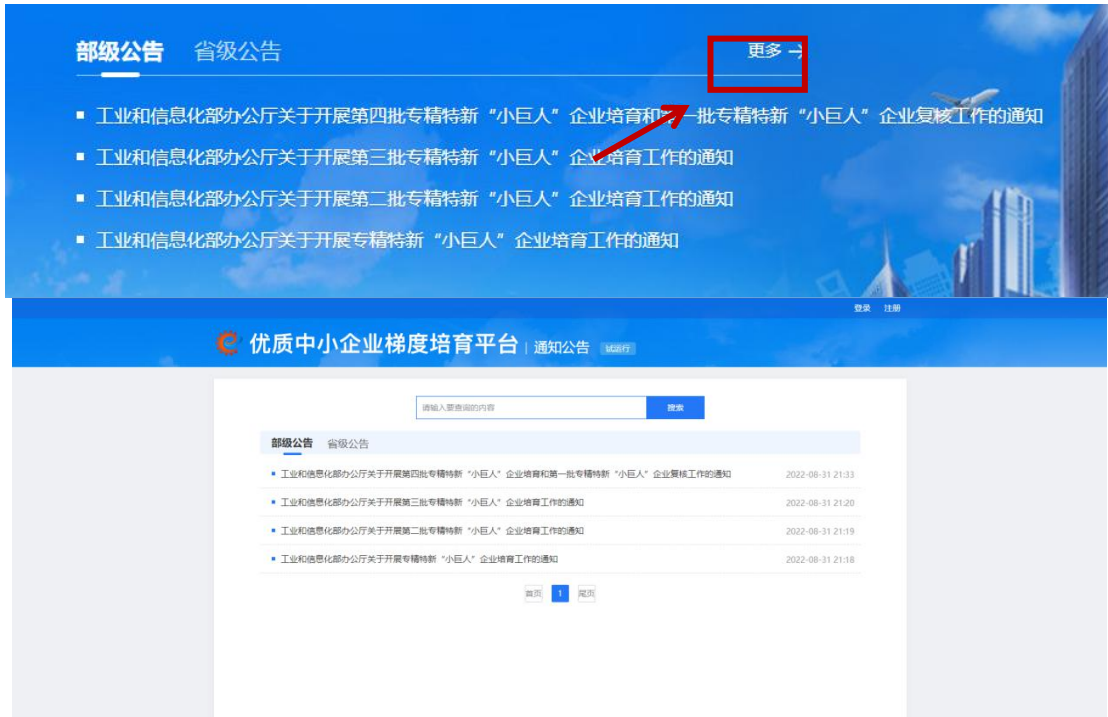 部级公告 省级公告 更多 →
工业和信息化部办公厅关于开展第四批专精特新“小巨人”企业培育和第一批专精特新“小巨人”企业复核工作的通知
工业和信息化部办公厅关于开展第三批专精特新“小巨人”企业培育工作的通知
工业和信息化部办公厅关于开展第二批专精特新“小巨人”企业培育工作的通知
工业和信息化部办公厅关于开展专精特新“小巨人”企业培育工作的通知
登录 注册
优质中小企业梯度培育平台 | 通知公告 试运行
请输入要查询的内容 搜索
部级公告 省级公告
工业和信息化部办公厅关于开展第四批专精特新“小巨人”企业培育和第一批专精特新“小巨人”企业复核工作的通知 2022-08-31 21:33
工业和信息化部办公厅关于开展第三批专精特新“小巨人”企业培育工作的通知 2022-08-31 21:20
工业和信息化部办公厅关于开展第二批专精特新“小巨人”企业培育工作的通知 2022-08-31 21:19
工业和信息化部办公厅关于开展专精特新“小巨人”企业培育工作的通知 2022-08-31 21:18
首页 1 尾页